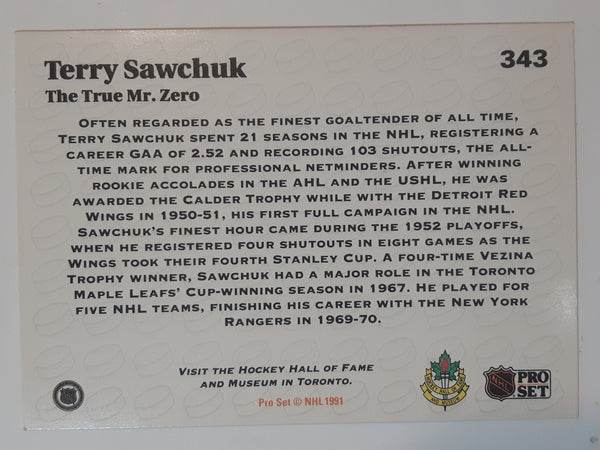 Terry Sawchuk
343
The True Mr. Zero
OFTEN REGARDED AS THE FINEST GOALTENDER OF ALL TIME,
TERRY SAWCHUK SPENT 21 SEASONS IN THE NHL, REGISTERING A
CAREER GAA OF 2.52 AND RECORDING 103 SHUTOUTS, THE ALL-
TIME MARK FOR PROFESSIONAL NETMINDERS. AFTER WINNING
ROOKIE ACCOLADES IN THE AHL AND THE USHL, HE WAS
AWARDED THE CALDER TROPHY WHILE WITH THE DETROIT RED
WINGS IN 1950-51, HIS FIRST FULL CAMPAIGN IN THE NHL.
SAWCHUK'S FINEST HOUR CAME DURING THE 1952 PLAYOFFS,
WHEN HE REGISTERED FOUR SHUTOUTS IN EIGHT GAMES AS THE
WINGS TOOK THEIR FOURTH STANLEY CUP. A FOUR-TIME VEZINA
TROPHY WINNER, SAWCHUK HAD A MAJOR ROLE IN THE TORONTO
MAPLE LEAFS' CUP-WINNING SEASON IN 1967. HE PLAYED FOR
FIVE NHL TEAMS, FINISHING HIS CAREER WITH THE NEW YORK
RANGERS IN 1969-70.
VISIT THE HOCKEY HALL OF FAME
AND MUSEUM IN TORONTO.
Pro Set © NHL 1991
HOCKEY HALL OF FAME
AND MUSEUM
NHL
PRO
SET